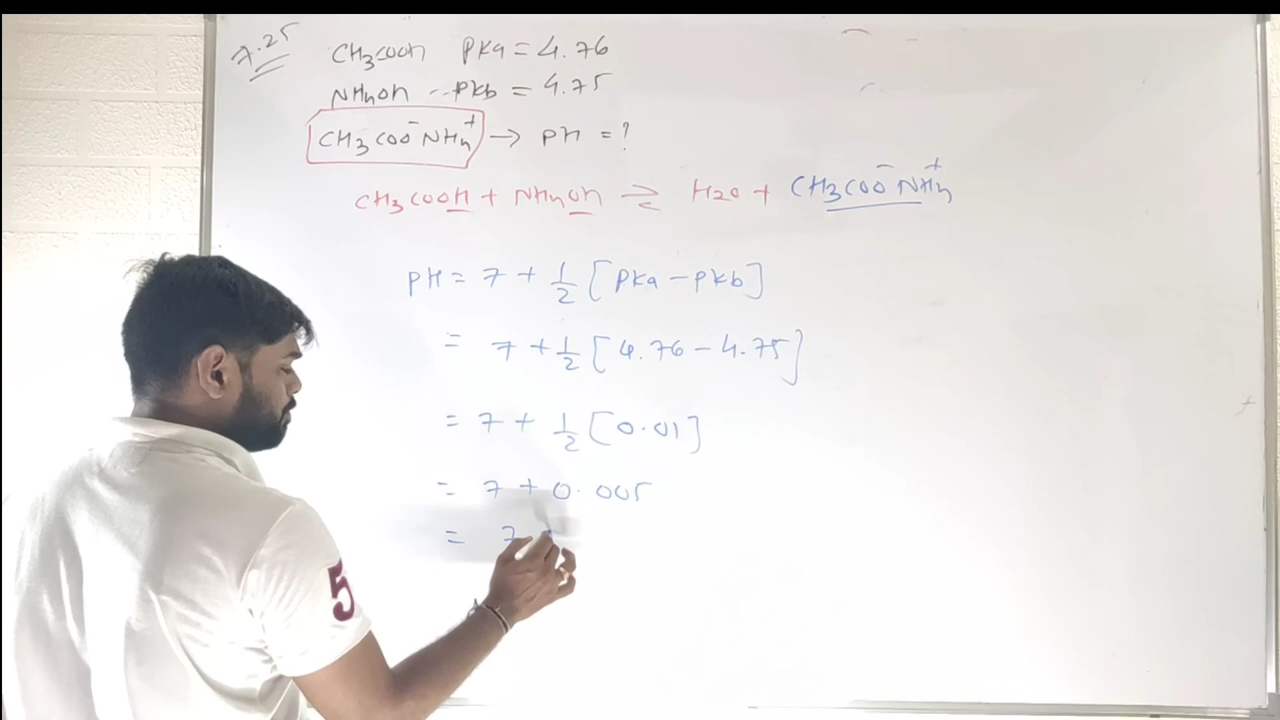 7.25
CH3COOH pKa = 4.76
NH4OH -- pKb = 4.75
CH3COO⁻NH4⁺ → pH = ?
CH3COOH + NH4OH ⇌ H2O + CH3COO⁻NH4⁺
pH = 7 + 1/2 [pKa - pKb]
= 7 + 1/2 [4.76 - 4.75]
= 7 + 1/2 [0.01]
= 7 + 0.005
= 7
5